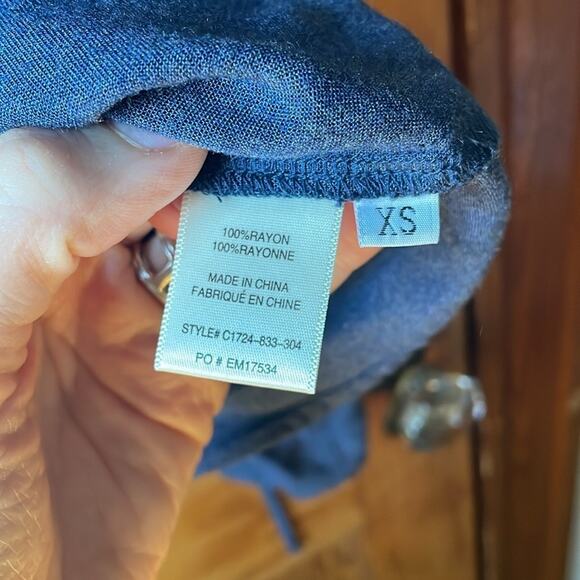 100%RAYON
100%RAYONNE
MADE IN CHINA
FABRIQUÉ EN CHINE
STYLE# C1724-833-304
PO # EM17534
XS